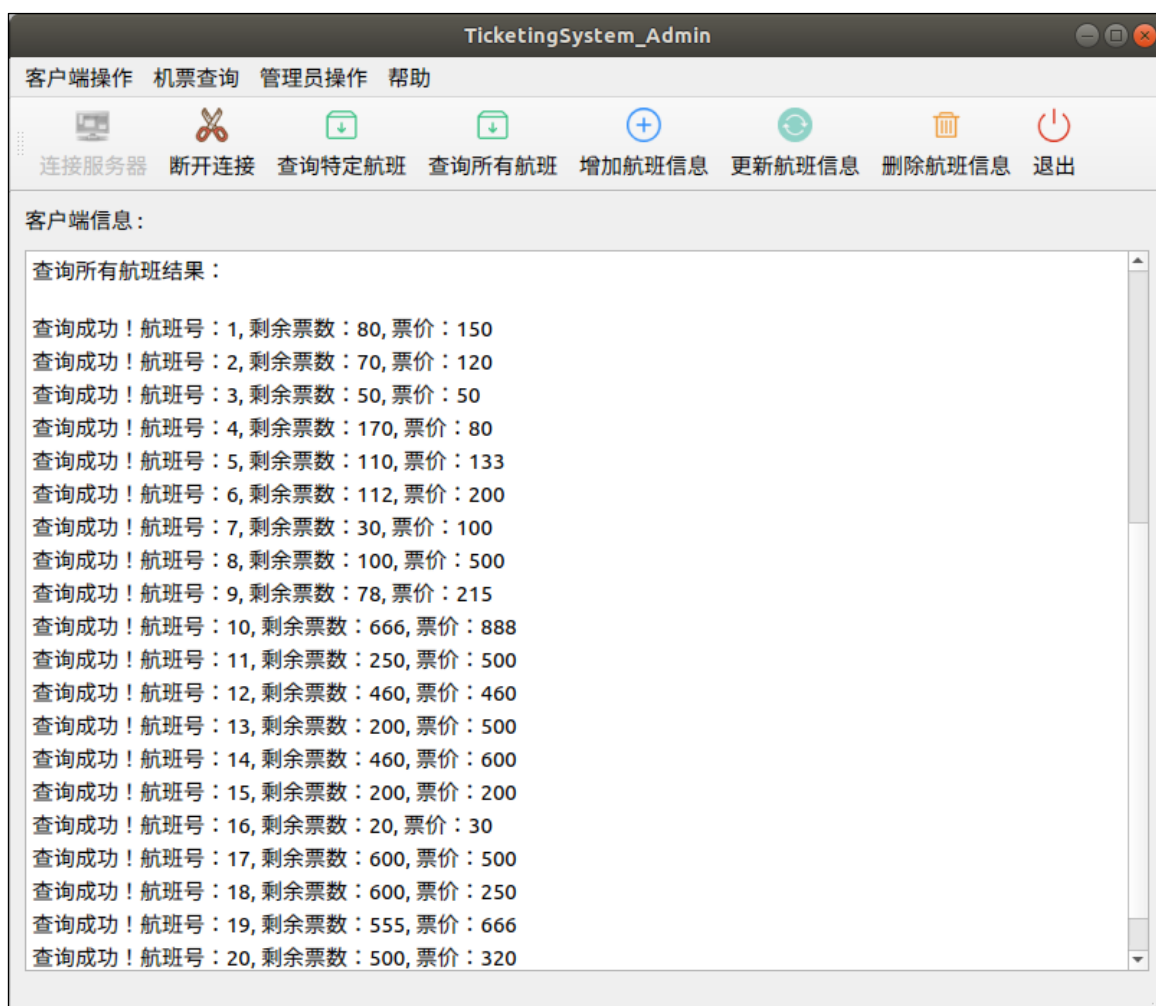 TicketingSystem_Admin
客户端操作 机票查询 管理员操作 帮助
连接服务器 断开连接 查询特定航班 查询所有航班 增加航班信息 更新航班信息 删除航班信息 退出
客户端信息:
查询所有航班结果：
查询成功！航班号：1, 剩余票数：80, 票价：150
查询成功！航班号：2, 剩余票数：70, 票价：120
查询成功！航班号：3, 剩余票数：50, 票价：50
查询成功！航班号：4, 剩余票数：170, 票价：80
查询成功！航班号：5, 剩余票数：110, 票价：133
查询成功！航班号：6, 剩余票数：112, 票价：200
查询成功！航班号：7, 剩余票数：30, 票价：100
查询成功！航班号：8, 剩余票数：100, 票价：500
查询成功！航班号：9, 剩余票数：78, 票价：215
查询成功！航班号：10, 剩余票数：666, 票价：888
查询成功！航班号：11, 剩余票数：250, 票价：500
查询成功！航班号：12, 剩余票数：460, 票价：460
查询成功！航班号：13, 剩余票数：200, 票价：500
查询成功！航班号：14, 剩余票数：460, 票价：600
查询成功！航班号：15, 剩余票数：200, 票价：200
查询成功！航班号：16, 剩余票数：20, 票价：30
查询成功！航班号：17, 剩余票数：600, 票价：500
查询成功！航班号：18, 剩余票数：600, 票价：250
查询成功！航班号：19, 剩余票数：555, 票价：666
查询成功！航班号：20, 剩余票数：500, 票价：320